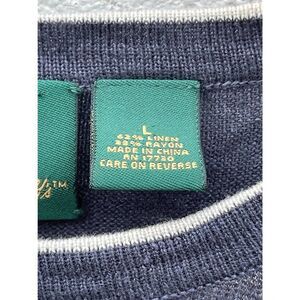 L
62% LINEN
38% RAYON
MADE IN CHINA
RN 17730
CARE ON REVERSE